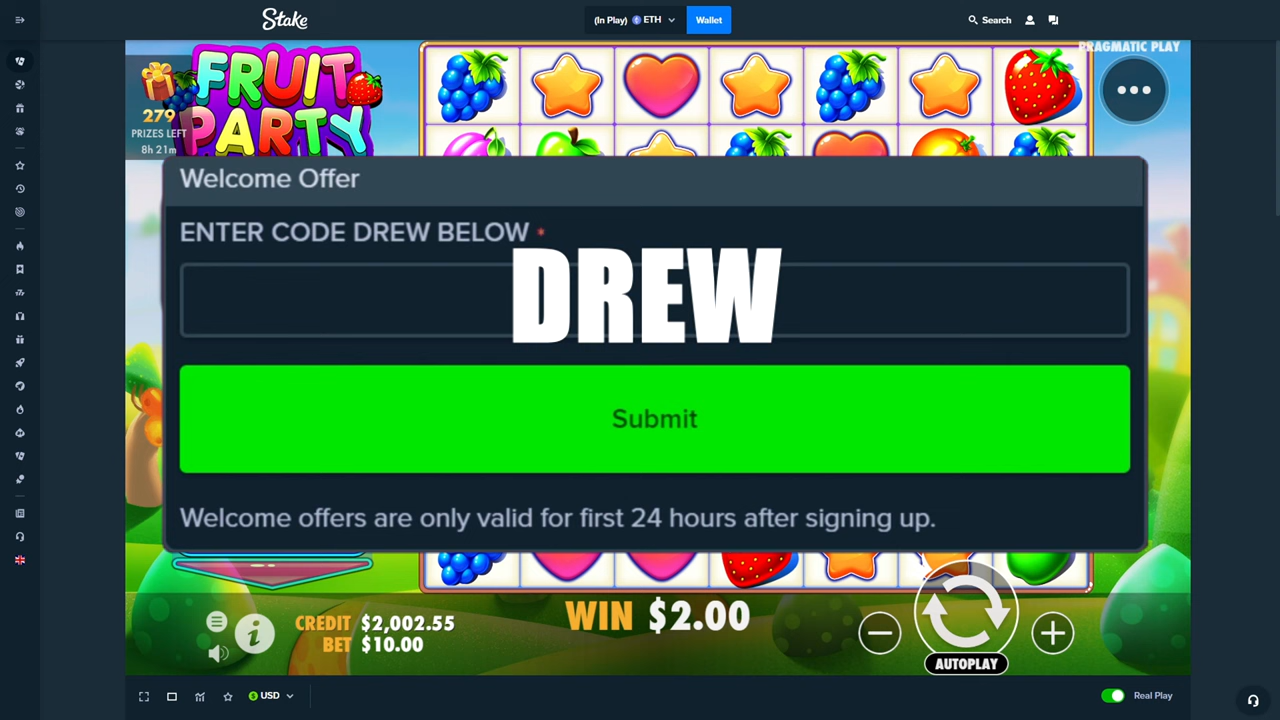 Stake
(In Play) ETH
Wallet
Search
PRAGMATIC PLAY
FRUIT
PARTY
279
PRIZES LEFT
8h 21m
Welcome Offer
ENTER CODE DREW BELOW *
DREW
Submit
Welcome offers are only valid for first 24 hours after signing up.
CREDIT $2,002.55
BET $10.00
WIN $2.00
AUTOPLAY
USD
Real Play